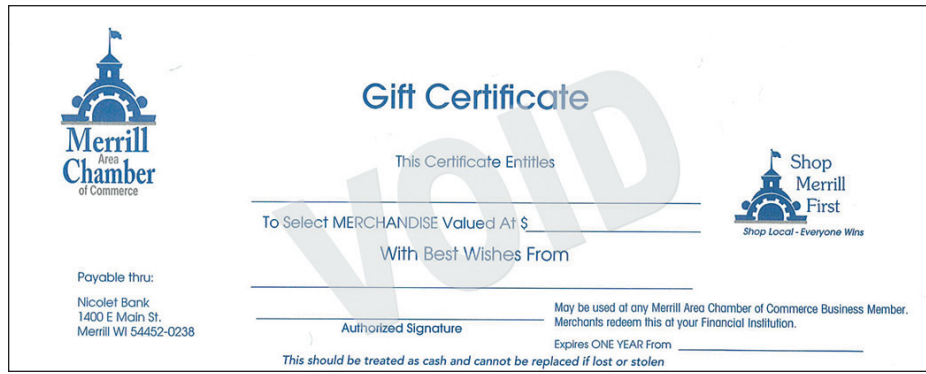 Merrill
Area
Chamber
of Commerce
Gift Certificate
VOID
This Certificate Entitles
To Select MERCHANDISE Valued At $
With Best Wishes From
Shop
Merrill
First
Shop Local - Everyone Wins
Payable thru:
Nicolet Bank
1400 E Main St.
Merrill WI 54452-0238
Authorized Signature
May be used at any Merrill Area Chamber of Commerce Business Member.
Merchants redeem this at your Financial Institution.
Expires ONE YEAR From
This should be treated as cash and cannot be replaced if lost or stolen